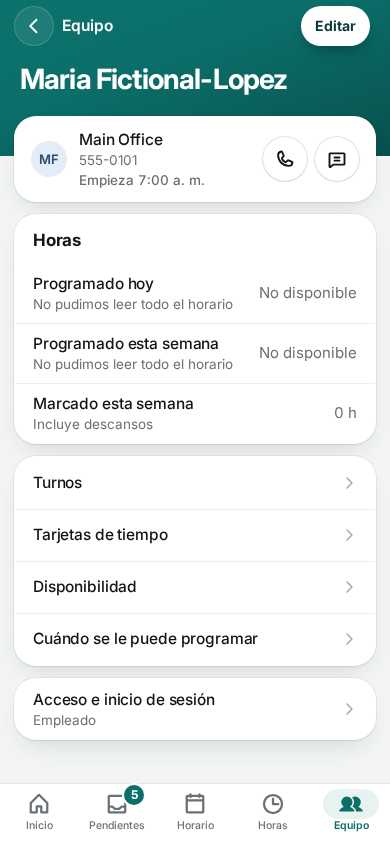 Equipo
Editar
Maria Fictional-Lopez
MF
Main Office
555-0101
Empieza 7:00 a. m.
Horas
Programado hoy
No pudimos leer todo el horario
No disponible
Programado esta semana
No pudimos leer todo el horario
No disponible
Marcado esta semana
Incluye descansos
0 h
Turnos
Tarjetas de tiempo
Disponibilidad
Cuándo se le puede programar
Acceso e inicio de sesión
Empleado
5
Inicio
Pendientes
Horario
Horas
Equipo